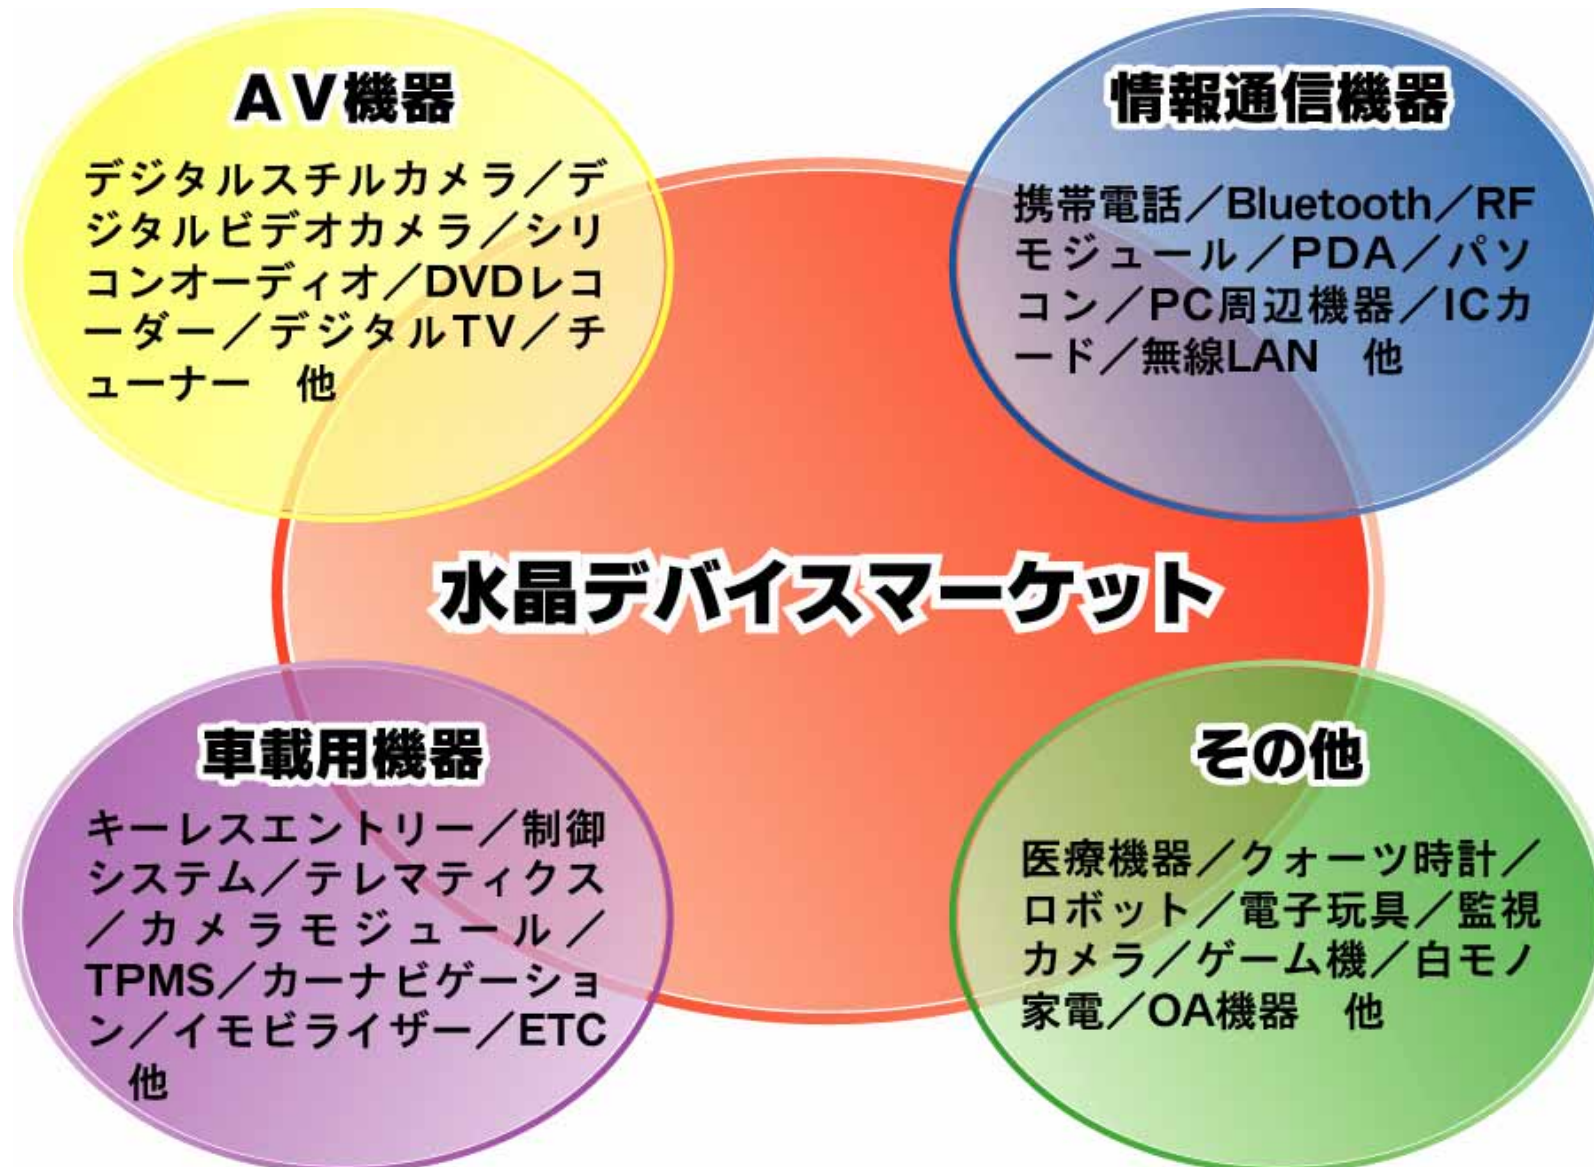 AV機器
デジタルスチルカメラ／デ
ジタルビデオカメラ／シリ
コンオーディオ／DVDレコ
ーダー／デジタルTV／チ
ューナー　他
情報通信機器
携帯電話／Bluetooth／RF
モジュール／PDA／パソ
コン／PC周辺機器／ICカ
ード／無線LAN　他
水晶デバイスマーケット
車載用機器
キーレスエントリー／制御
システム／テレマティクス
／カメラモジュール／
TPMS／カーナビゲーショ
ン／イモビライザー／ETC
他
その他
医療機器／クォーツ時計／
ロボット／電子玩具／監視
カメラ／ゲーム機／白モノ
家電／OA機器　他